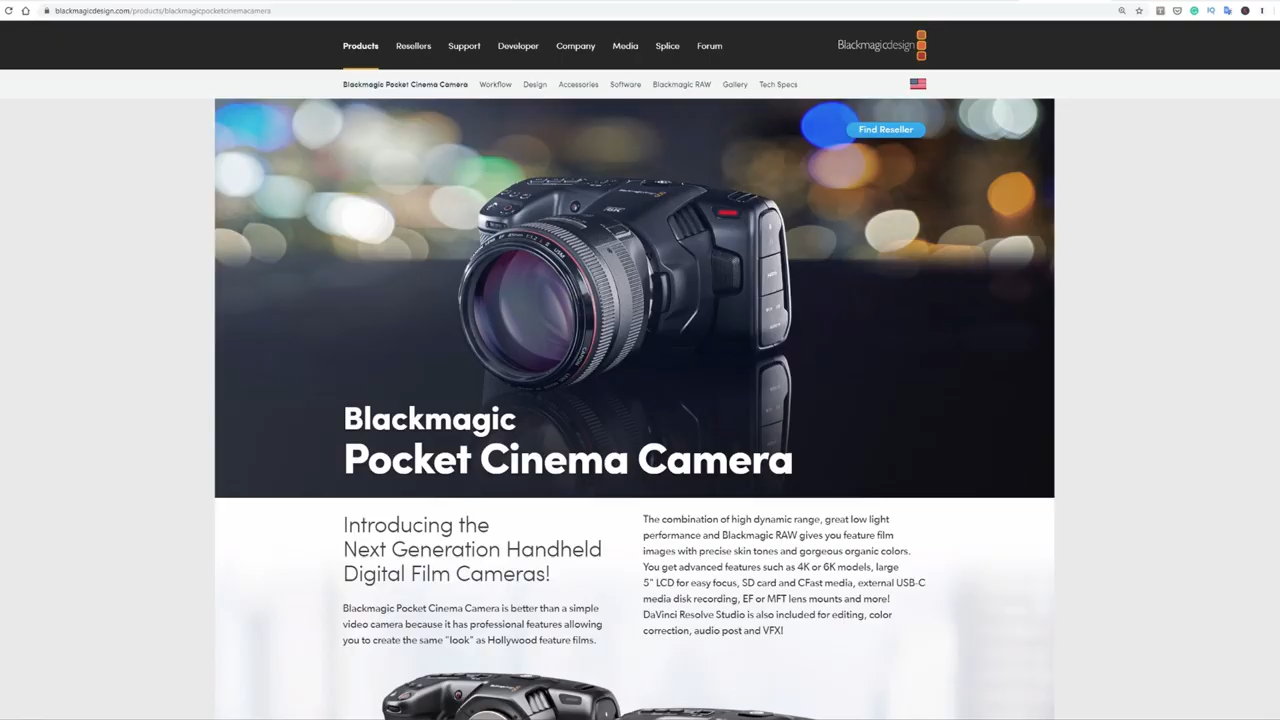 blackmagicdesign.com/products/blackmagicpocketcinemacamera
Products Resellers Support Developer Company Media Splice Forum
Blackmagicdesign
Blackmagic Pocket Cinema Camera Workflow Design Accessories Software Blackmagic RAW Gallery Tech Specs
Find Reseller
Blackmagic
Pocket Cinema Camera
Introducing the
Next Generation Handheld
Digital Film Cameras!
Blackmagic Pocket Cinema Camera is better than a simple
video camera because it has professional features allowing
you to create the same "look" as Hollywood feature films.
The combination of high dynamic range, great low light
performance and Blackmagic RAW gives you feature film
images with precise skin tones and gorgeous organic colors.
You get advanced features such as 4K or 6K models, large
5" LCD for easy focus, SD card and CFast media, external USB-C
media disk recording, EF or MFT lens mounts and more!
DaVinci Resolve Studio is also included for editing, color
correction, audio post and VFX!